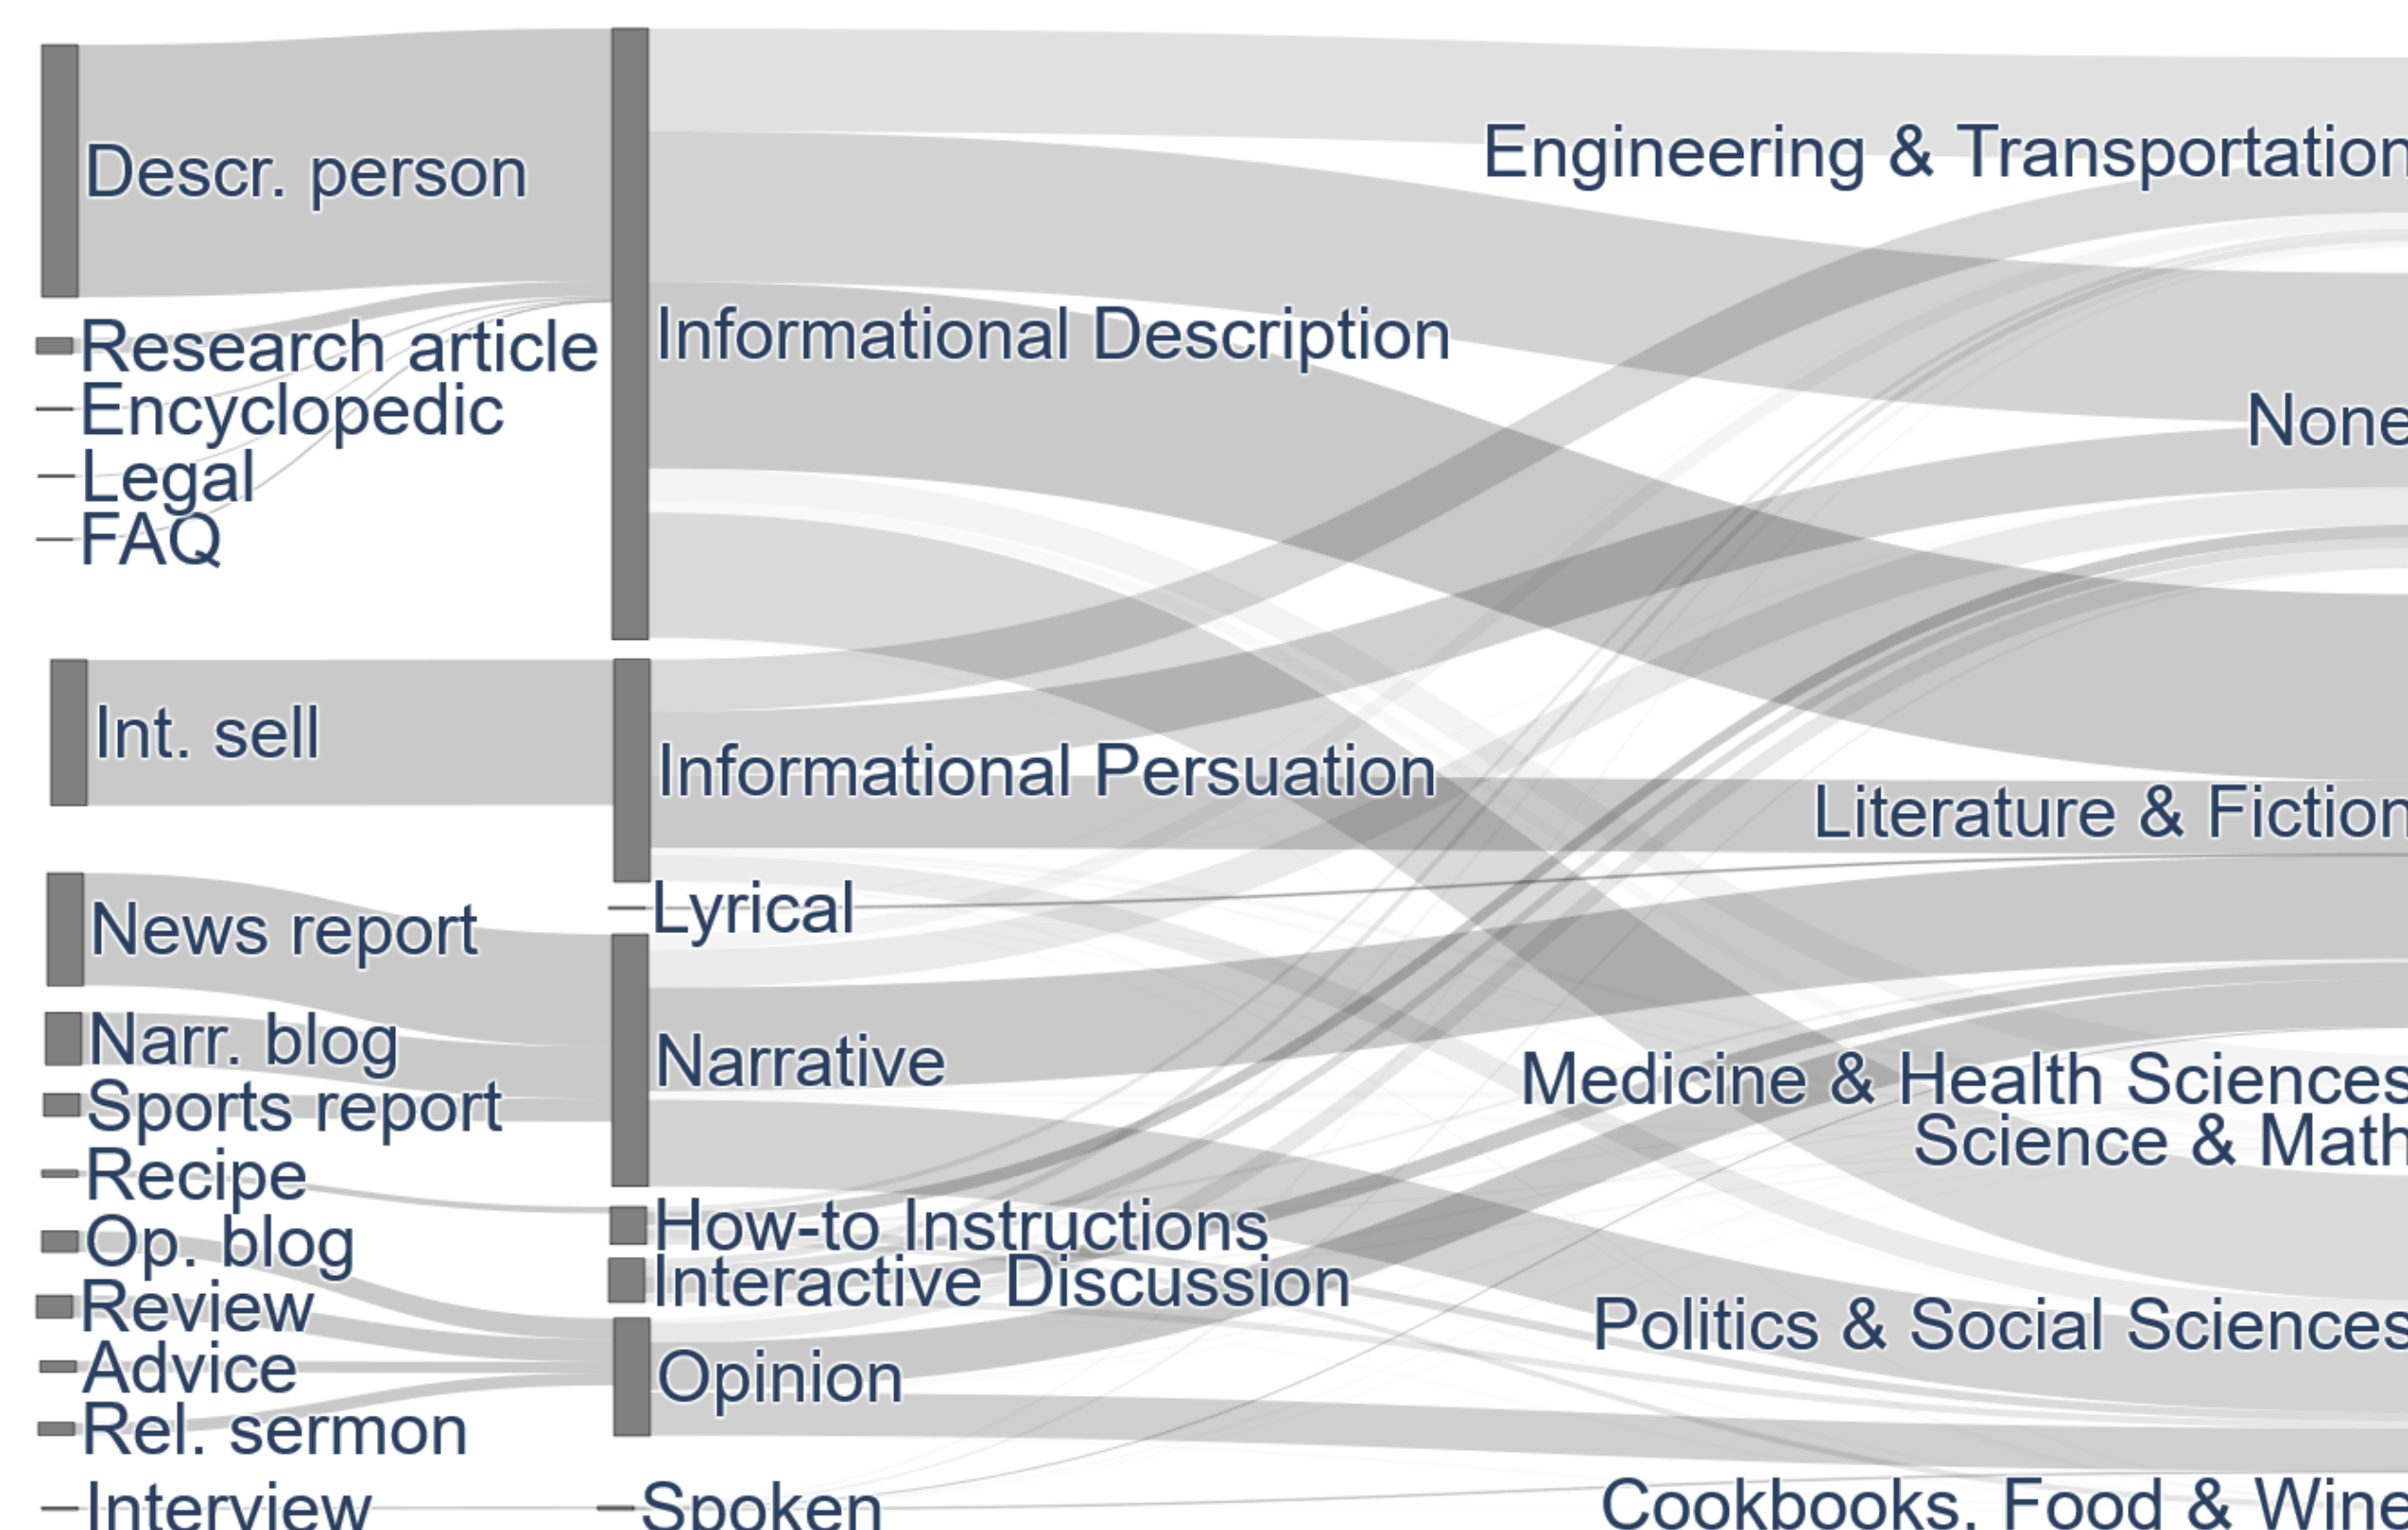 Descr. person
Research article
Encyclopedic
Legal
FAQ
Int. sell
News report
Narr. blog
Sports report
Recipe
Op. blog
Review
Advice
Rel. sermon
Interview
Informational Description
Informational Persuation
Lyrical
Narrative
How-to Instructions
Interactive Discussion
Opinion
Spoken
Engineering & Transportation
None
Literature & Fiction
Medicine & Health Sciences
Science & Math
Politics & Social Sciences
Cookbooks, Food & Wine